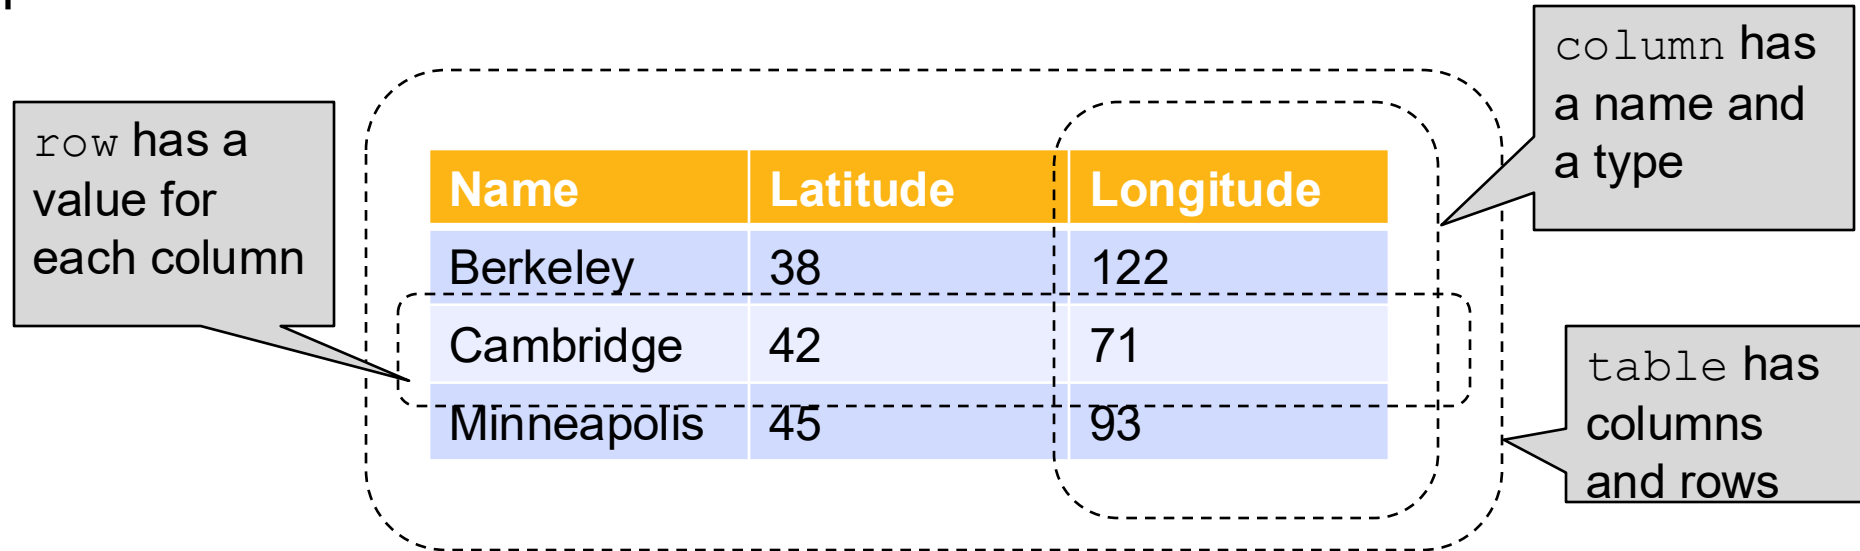 column has
a name and
a type
row has a
value for
each column
Name Latitude Longitude
Berkeley 38 122
Cambridge 42 71
Minneapolis 45 93
table has
columns
and rows